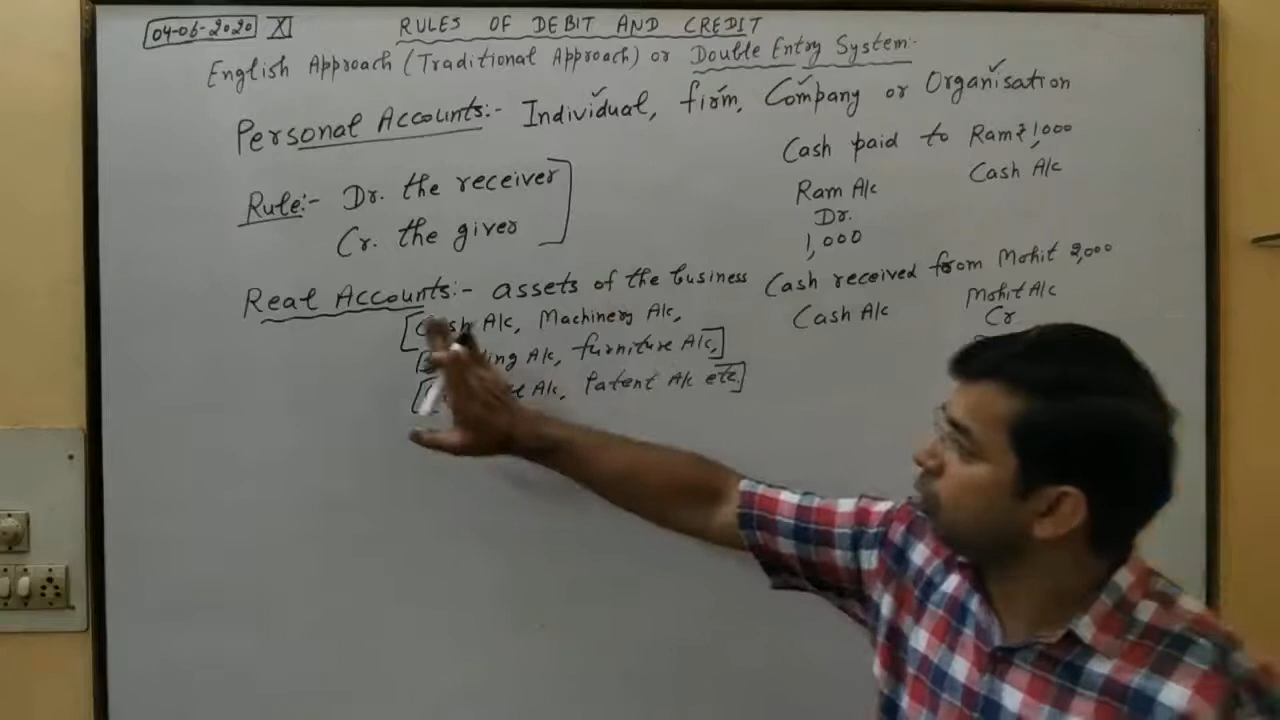 04-06-2020 XI RULES OF DEBIT AND CREDIT
English Approach (Traditional Approach) or Double Entry System:-
Personal Accounts:- Individual, firm, Company or Organisation
Rule:- Dr. the receiver
Cr. the giver
Cash paid to Ram ₹1,000
Ram A/c Cash A/c
Dr.
1,000
Real Accounts:- assets of the business
[Cash A/c, Machinery A/c,
A/c, furniture A/c,]
A/c, Patent A/c etc.]
Cash received from Mohit 2,000
Cash A/c Mohit A/c
Cr